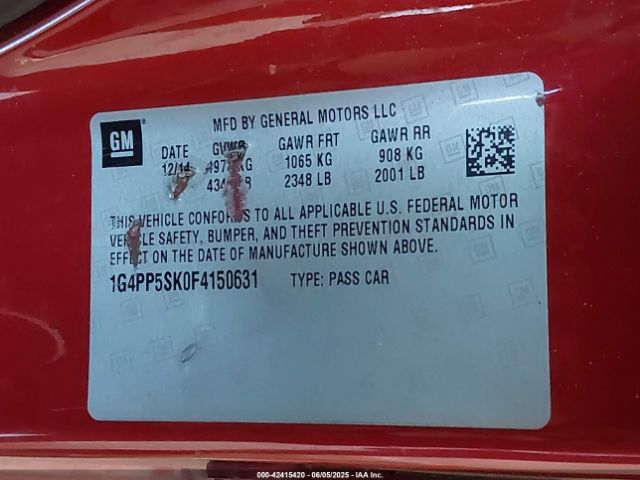 GM
MFD BY GENERAL MOTORS LLC
DATE GVWR GAWR FRT GAWR RR
12/14 1065 KG 908 KG
2348 LB 2001 LB
THIS VEHICLE CONFORMS TO ALL APPLICABLE U.S. FEDERAL MOTOR
VEHICLE SAFETY, BUMPER, AND THEFT PREVENTION STANDARDS IN
EFFECT ON THE DATE OF MANUFACTURE SHOWN ABOVE.
1G4PP5SK0F4150631 TYPE: PASS CAR
000-42415420 - 06/05/2025 - IAA Inc.